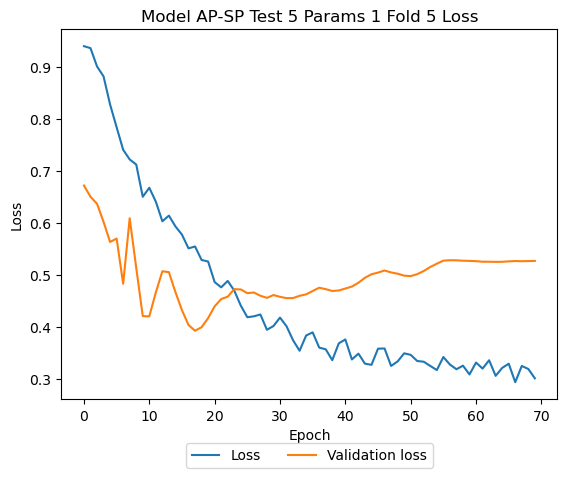 Model AP-SP Test 5 Params 1 Fold 5 Loss
Loss
0.9
0.8
0.7
0.6
0.5
0.4
0.3
0 10 20 30 40 50 60 70
Epoch
Loss Validation loss